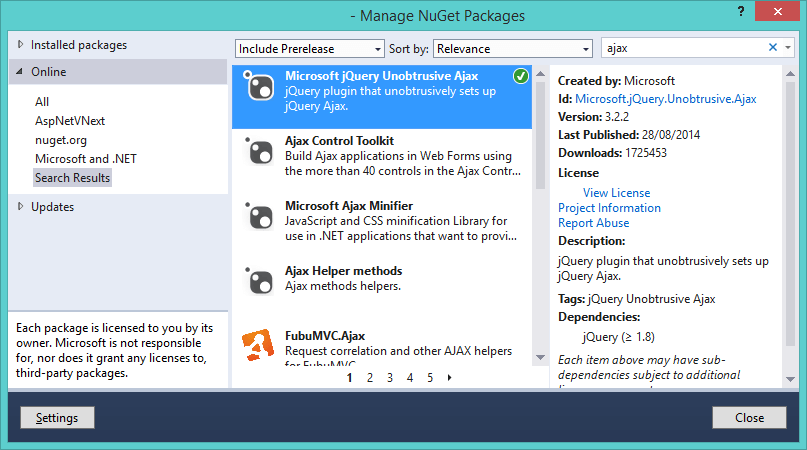 - Manage NuGet Packages
Installed packages
Online
All
AspNetVNext
nuget.org
Microsoft and .NET
Search Results
Updates
Each package is licensed to you by its
owner. Microsoft is not responsible
for, nor does it grant any licenses to,
third-party packages.
Include Prerelease
Sort by:
Relevance
ajax
Microsoft jQuery Unobtrusive Ajax
jQuery plugin that unobtrusively sets up
jQuery Ajax.
Ajax Control Toolkit
Build Ajax applications in Web Forms using
the more than 40 controls in the Ajax Contr...
Microsoft Ajax Minifier
JavaScript and CSS minification Library for
use in .NET applications that want to provi...
Ajax Helper methods
Ajax methods helpers.
FubuMVC.Ajax
Request correlation and other AJAX helpers
for FubuMVC
1 2 3 4 5
Created by: Microsoft
Id: Microsoft.jQuery.Unobtrusive.Ajax
Version: 3.2.2
Last Published: 28/08/2014
Downloads: 1725453
License
View License
Project Information
Report Abuse
Description:
jQuery plugin that unobtrusively sets up
jQuery Ajax.
Tags: jQuery Unobtrusive Ajax
Dependencies:
jQuery (≥ 1.8)
Each item above may have sub-
dependencies subject to additional
Settings
Close